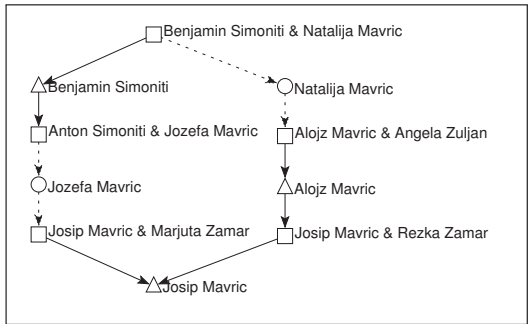 Benjamin Simoniti & Natalija Mavric
Benjamin Simoniti
Natalija Mavric
Anton Simoniti & Jozefa Mavric
Alojz Mavric & Angela Zuljan
Jozefa Mavric
Alojz Mavric
Josip Mavric & Marjuta Zamar
Josip Mavric & Rezka Zamar
Josip Mavric